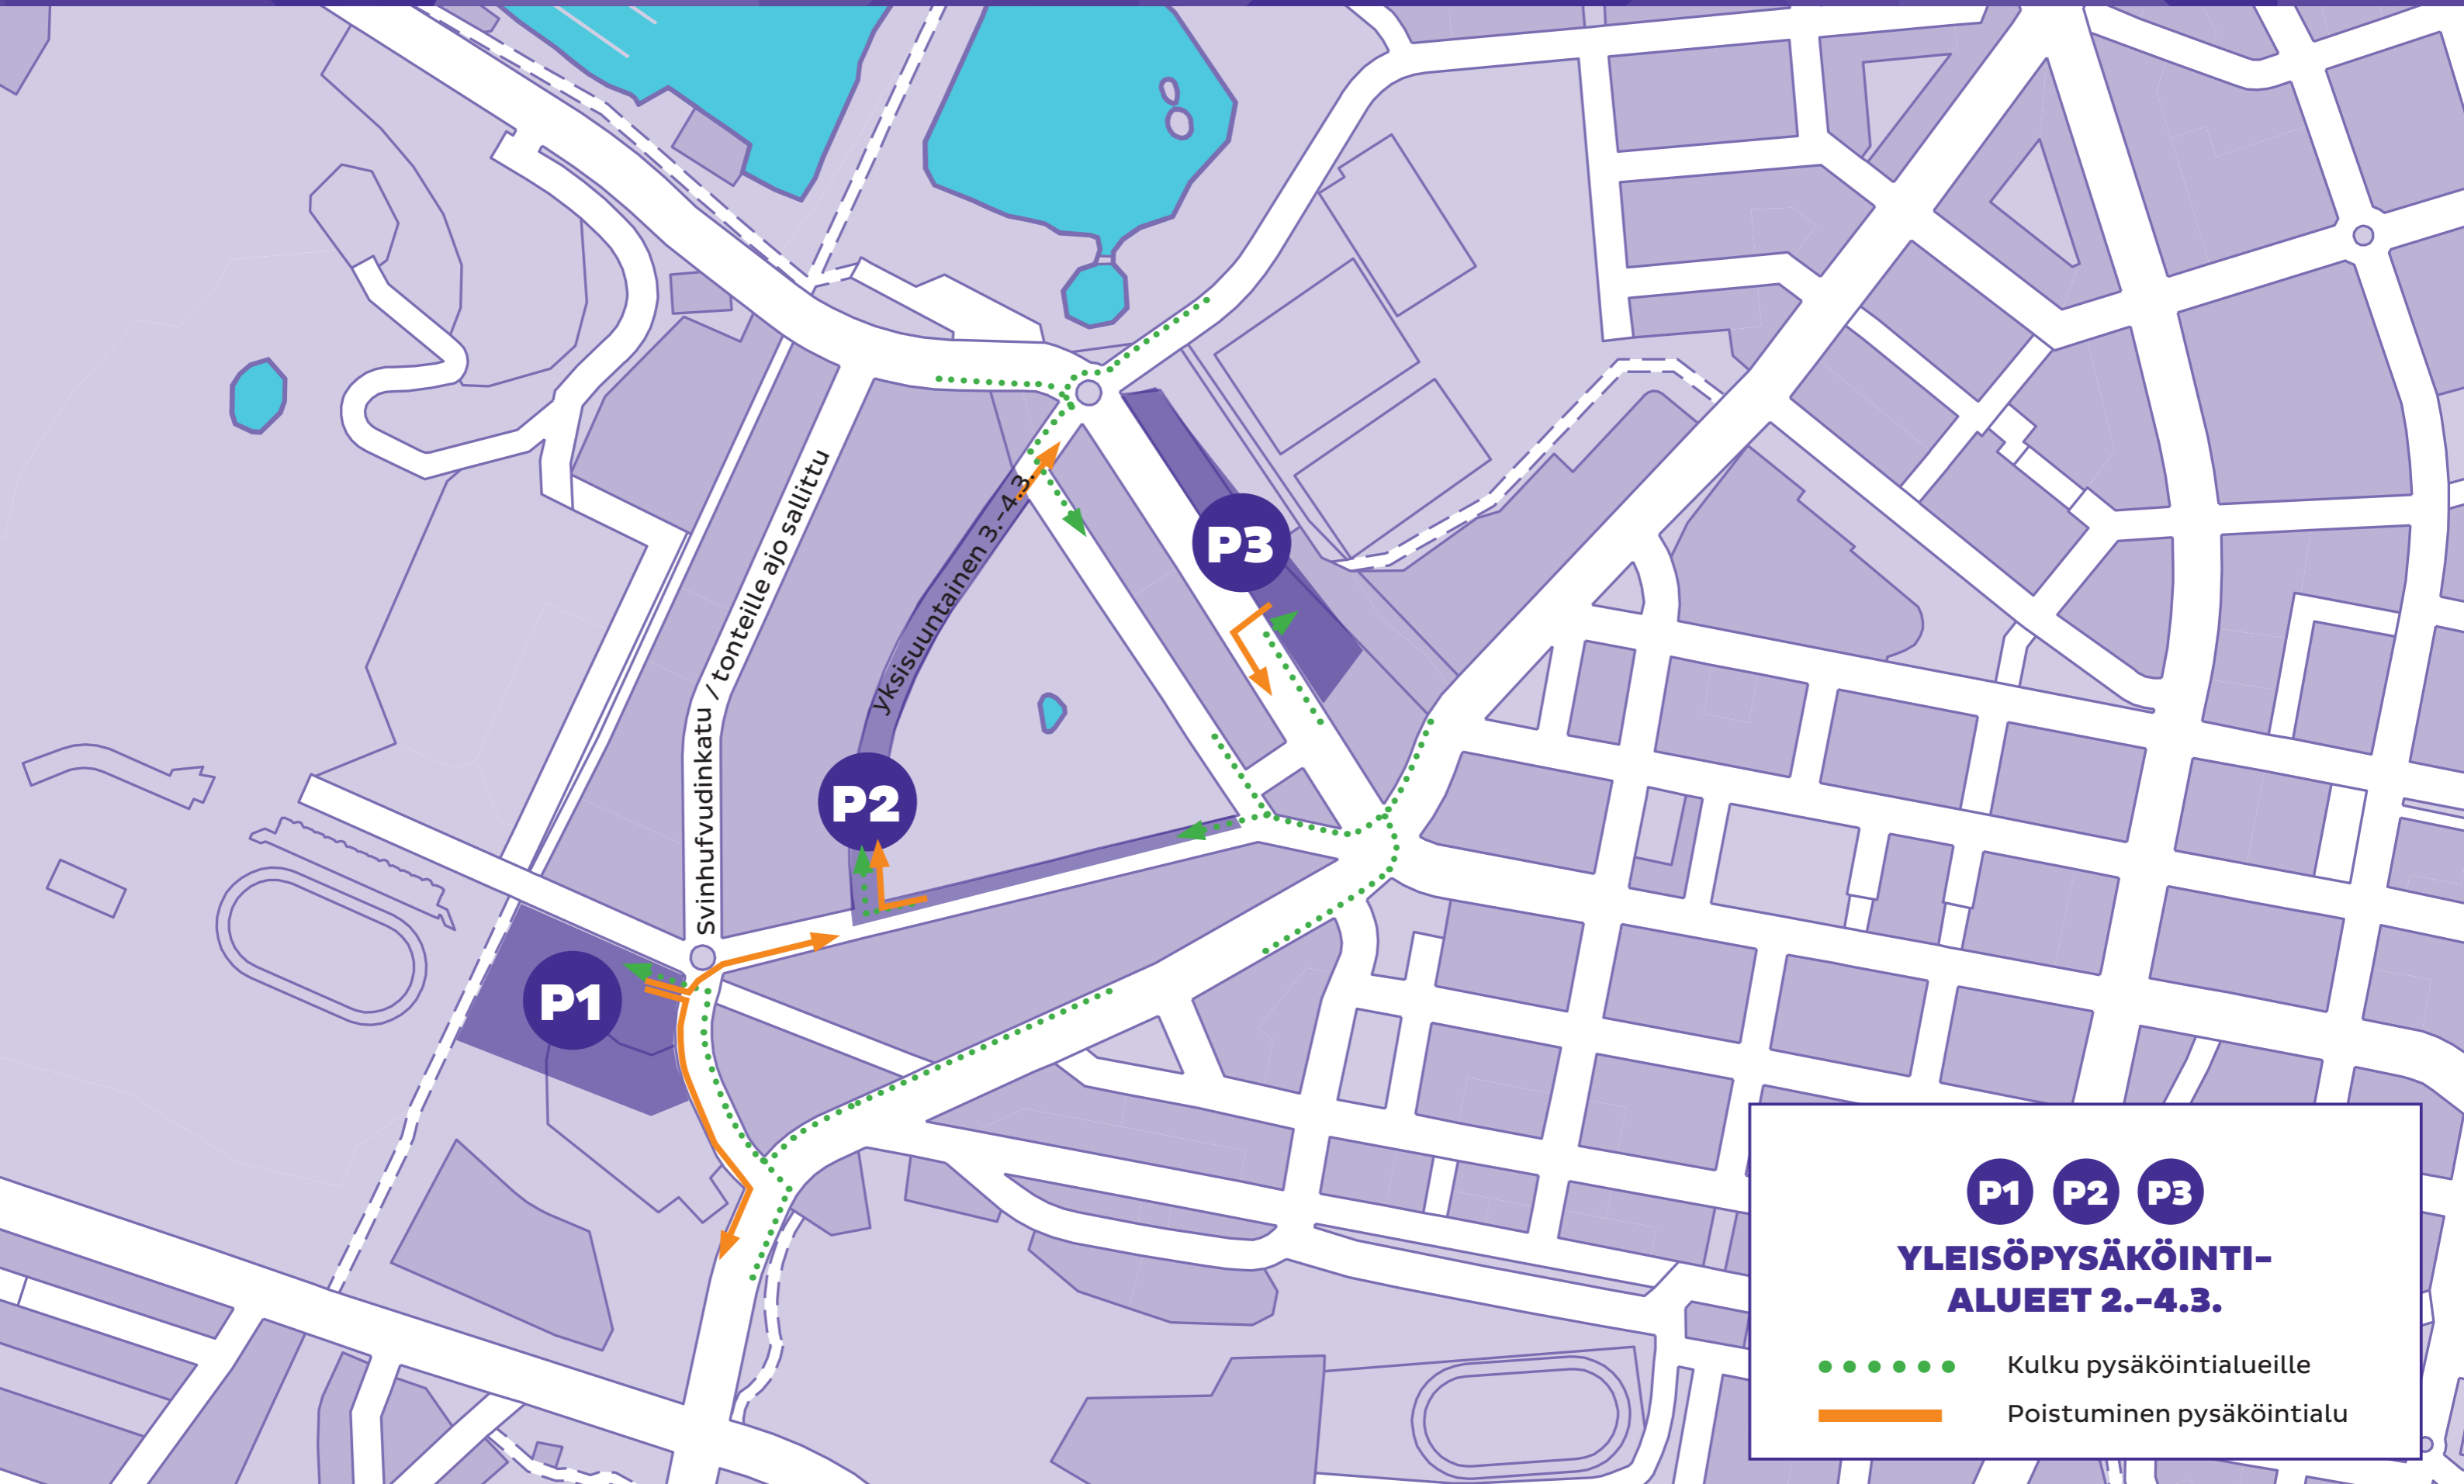 Svinhufvudinkatu / tonteille ajo sallittu
yksisuuntainen 3.-4.3.
P3
P2
P1
P1 P2 P3
YLEISÖPYSÄKÖINTI-
ALUEET 2.-4.3.
Kulku pysäköintialueille
Poistuminen pysäköintialu